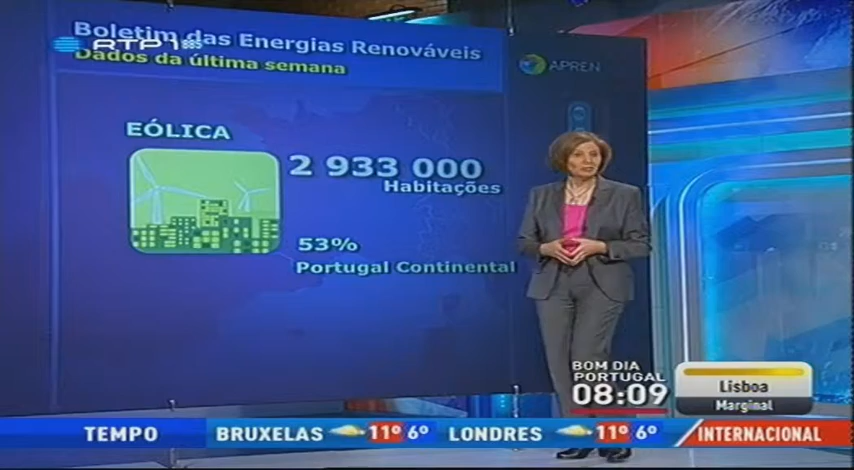 Boletim das Energias Renováveis
RTP1
Dados da última semana
APREN
EÓLICA
2 933 000
Habitações
53%
Portugal Continental
BOM DIA
PORTUGAL
08:09
Lisboa
Marginal
TEMPO
BRUXELAS 11º 6º
LONDRES 11º 6º
INTERNACIONAL